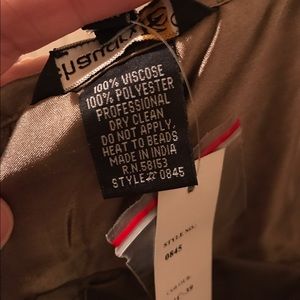 100% VISCOSE
100% POLYESTER
PROFESSIONAL
DRY CLEAN
DO NOT APPLY
HEAT TO BEADS
MADE IN INDIA
R.N. 58153
STYLE# 0845
STYLE NO.
0845
COLOUR